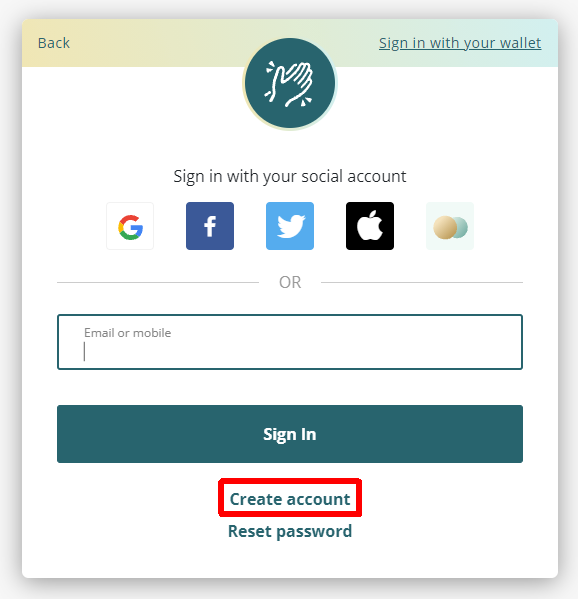 Back
Sign in with your wallet
Sign in with your social account
OR
Email or mobile
Sign In
Create account
Reset password